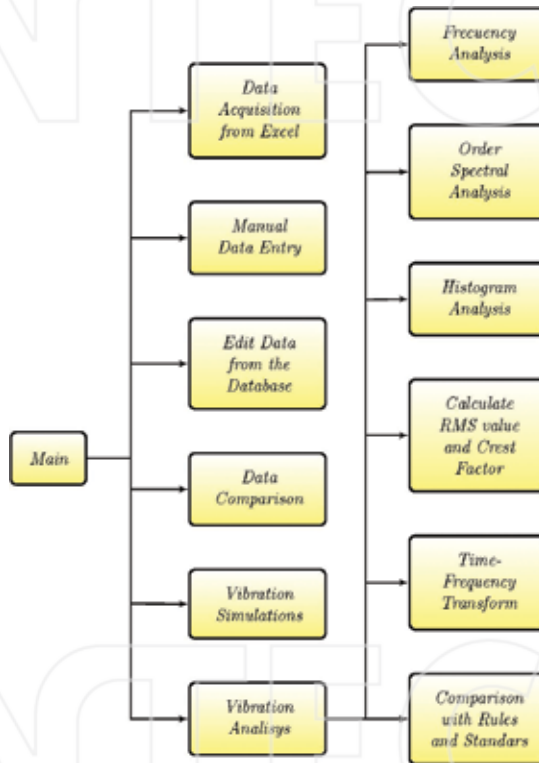 Main
Data
Acquisition
from Excel
Manual
Data Entry
Edit Data
from the
Database
Data
Comparison
Vibration
Simulations
Vibration
Analisys
Frecuency
Analysis
Order
Spectral
Analysis
Histogram
Analysis
Calculate
RMS value
and Crest
Factor
Time-
Frequency
Transform
Comparison
with Rules
and Standars